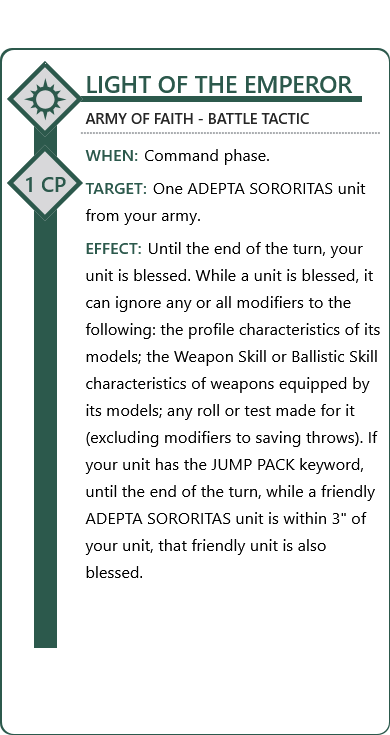 LIGHT OF THE EMPEROR
ARMY OF FAITH - BATTLE TACTIC
1 CP
WHEN: Command phase.
TARGET: One ADEPTA SORORITAS unit
from your army.
EFFECT: Until the end of the turn, your
unit is blessed. While a unit is blessed, it
can ignore any or all modifiers to the
following: the profile characteristics of its
models; the Weapon Skill or Ballistic Skill
characteristics of weapons equipped by
its models; any roll or test made for it
(excluding modifiers to saving throws). If
your unit has the JUMP PACK keyword,
until the end of the turn, while a friendly
ADEPTA SORORITAS unit is within 3" of
your unit, that friendly unit is also
blessed.